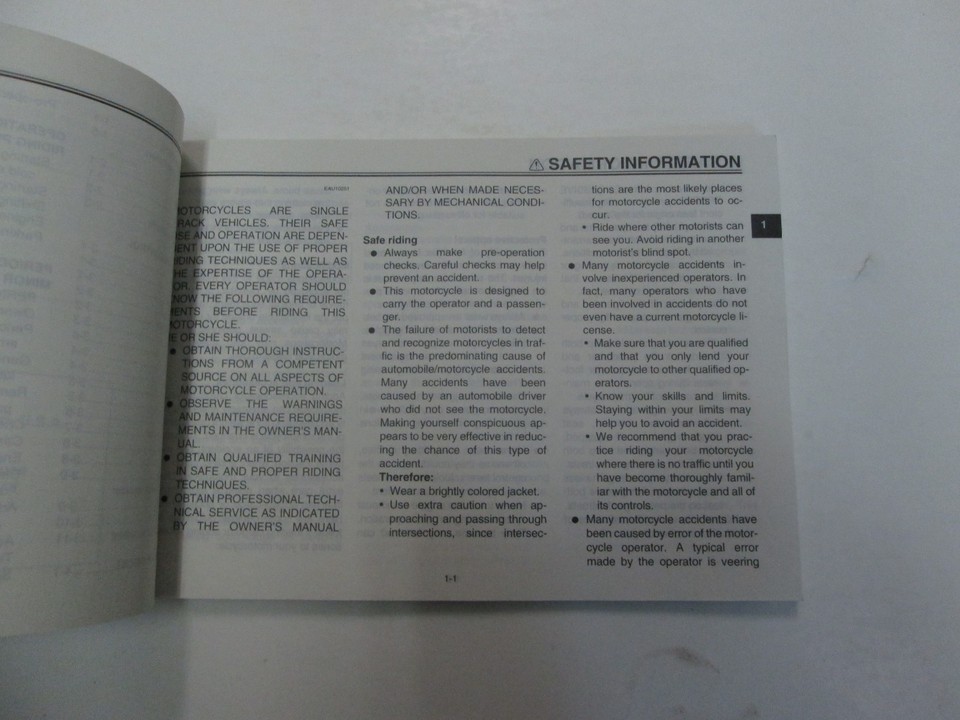 SAFETY INFORMATION
EAU10283
MOTORCYCLES ARE SINGLE
TRACK VEHICLES. THEIR SAFE
USE AND OPERATION ARE DEPEN-
DENT UPON THE USE OF PROPER
RIDING TECHNIQUES AS WELL AS
THE EXPERTISE OF THE OPERA-
TOR. EVERY OPERATOR SHOULD
KNOW THE FOLLOWING REQUIRE-
MENTS BEFORE RIDING THIS
MOTORCYCLE.
HE OR SHE SHOULD:
● OBTAIN THOROUGH INSTRUC-
TIONS FROM A COMPETENT
SOURCE ON ALL ASPECTS OF
MOTORCYCLE OPERATION.
● OBSERVE THE WARNINGS
AND MAINTENANCE REQUIRE-
MENTS IN THE OWNER'S MAN-
UAL.
● OBTAIN QUALIFIED TRAINING
IN SAFE AND PROPER RIDING
TECHNIQUES.
● OBTAIN PROFESSIONAL TECH-
NICAL SERVICE AS INDICATED
BY THE OWNER'S MANUAL
AND/OR WHEN MADE NECES-
SARY BY MECHANICAL CONDI-
TIONS.
Safe riding
● Always make pre-operation
checks. Careful checks may help
prevent an accident.
● This motorcycle is designed to
carry the operator and a passen-
ger.
● The failure of motorists to detect
and recognize motorcycles in traf-
fic is the predominating cause of
automobile/motorcycle accidents.
Many accidents have been
caused by an automobile driver
who did not see the motorcycle.
Making yourself conspicuous ap-
pears to be very effective in reduc-
ing the chance of this type of
accident.
Therefore:
• Wear a brightly colored jacket.
• Use extra caution when ap-
proaching and passing through
intersections, since intersec-
tions are the most likely places
for motorcycle accidents to oc-
cur.
• Ride where other motorists can
see you. Avoid riding in another
motorist's blind spot.
● Many motorcycle accidents in-
volve inexperienced operators. In
fact, many operators who have
been involved in accidents do not
even have a current motorcycle li-
cense.
• Make sure that you are qualified
and that you only lend your
motorcycle to other qualified op-
erators.
• Know your skills and limits.
Staying within your limits may
help you to avoid an accident.
• We recommend that you prac-
tice riding your motorcycle
where there is no traffic until you
have become thoroughly famil-
iar with the motorcycle and all of
its controls.
● Many motorcycle accidents have
been caused by error of the motor-
cycle operator. A typical error
made by the operator is veering
1
1-1